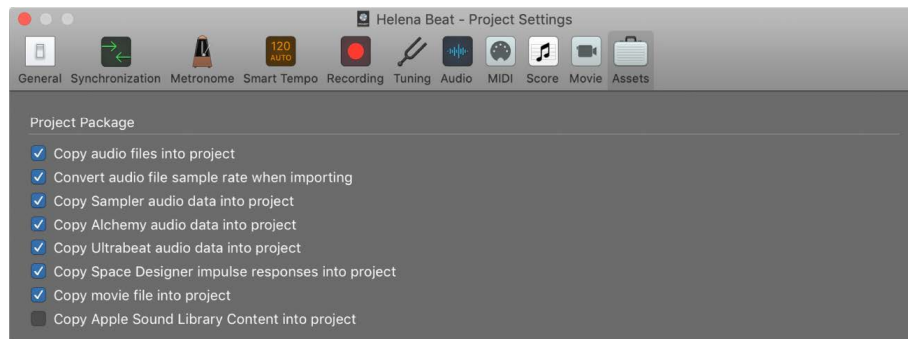 Helena Beat - Project Settings
120
AUTO
General Synchronization Metronome Smart Tempo Recording Tuning Audio MIDI Score Movie Assets
Project Package
Copy audio files into project
Convert audio file sample rate when importing
Copy Sampler audio data into project
Copy Alchemy audio data into project
Copy Ultrabeat audio data into project
Copy Space Designer impulse responses into project
Copy movie file into project
Copy Apple Sound Library Content into project